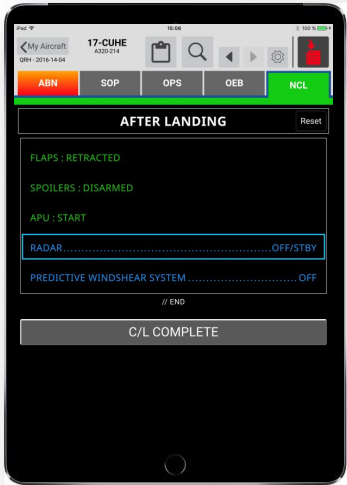 iPad 15:06 100 %
My Aircraft
17-CUHE
A320-214
QRH - 2016-14-04
ABN SOP OPS OEB NCL
AFTER LANDING Reset
FLAPS : RETRACTED
SPOILERS : DISARMED
APU : START
RADAR..................................................OFF/STBY
PREDICTIVE WINDSHEAR SYSTEM ........................... OFF
// END
C/L COMPLETE